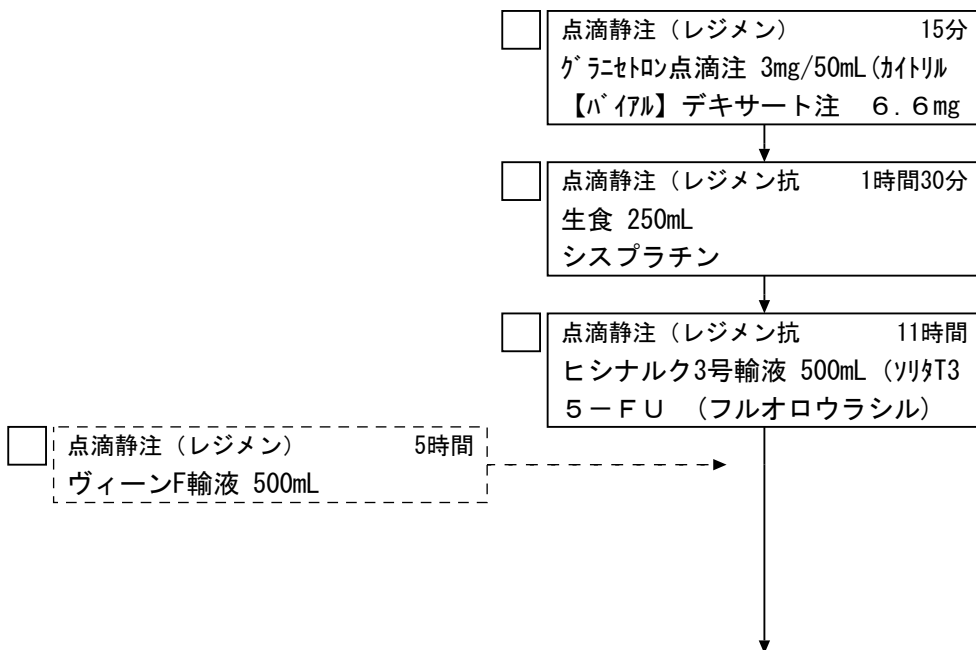 点滴静注（レジメン） 15分
ｸﾞﾗﾆｾﾄﾛﾝ点滴注 3mg/50mL(ｶｲﾄﾘﾙ
【ﾊﾞｲｱﾙ】デキサート注　６.６mg
点滴静注（レジメン抗 1時間30分
生食 250mL
シスプラチン
点滴静注（レジメン抗 11時間
ヒシナルク3号輸液 500mL（ｿﾘﾀT3
５－ＦＵ　（フルオロウラシル）
点滴静注（レジメン） 5時間
ヴィーンF輸液 500mL